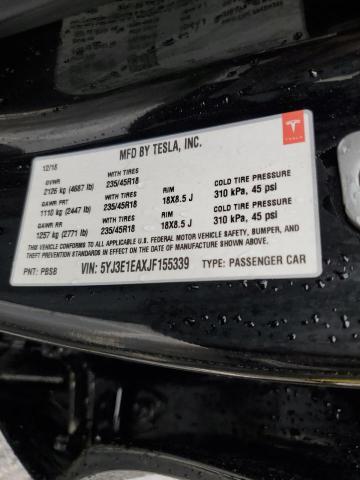 MFD BY TESLA, INC.
TESLA
12/18
GVWR WITH TIRES COLD TIRE PRESSURE
2126 kg (4687 lb) 235/45R18 RIM 18X8.5 J 310 kPa, 45 psi
GAWR FRT WITH TIRES COLD TIRE PRESSURE
1110 kg (2447 lb) 235/45R18 RIM 18X8.5 J 310 kPa, 45 psi
GAWR RR WITH TIRES
1257 kg (2771 lb) 235/45R18
THIS VEHICLE CONFORMS TO ALL APPLICABLE U.S. FEDERAL MOTOR VEHICLE SAFETY, BUMPER, AND
THEFT PREVENTION STANDARDS IN EFFECT ON THE DATE OF MANUFACTURE SHOWN ABOVE.
PNT: PBSB VIN: 5YJ3E1EAXJF155339 TYPE: PASSENGER CAR